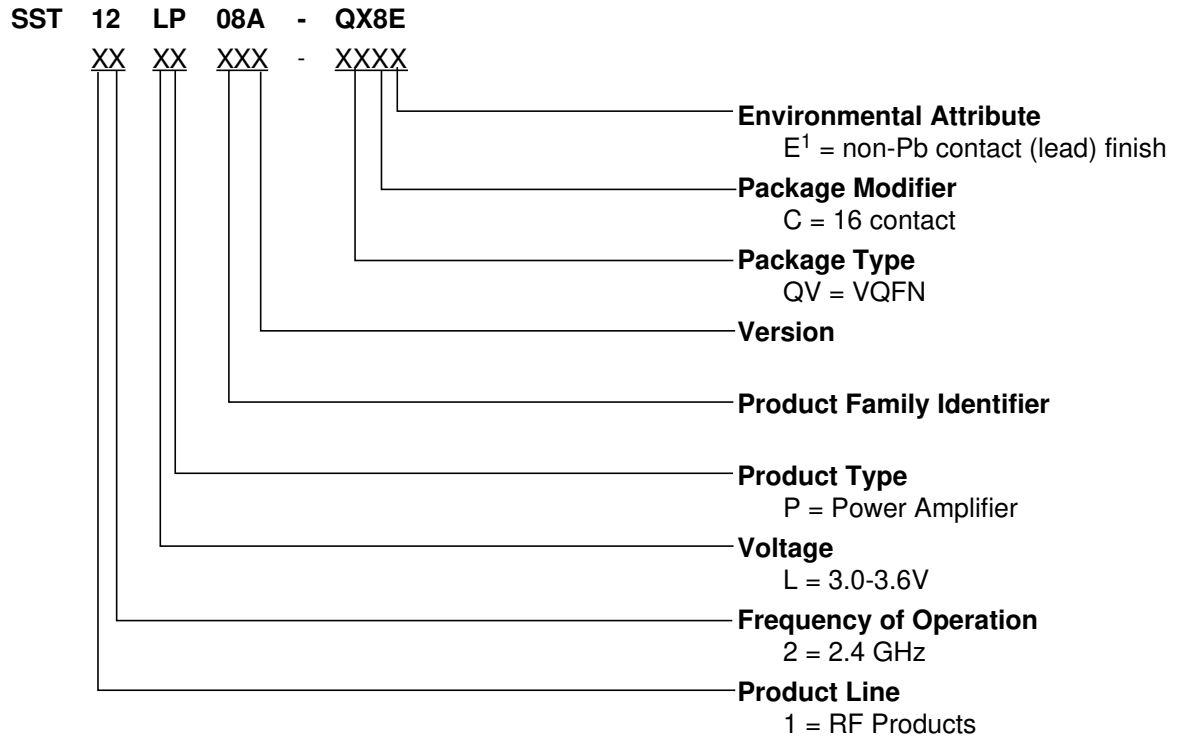 SST 12 LP 08A - QX8E
XX XX XXX - XXXX
Environmental Attribute
E1 = non-Pb contact (lead) finish
Package Modifier
C = 16 contact
Package Type
QV = VQFN
Version
Product Family Identifier
Product Type
P = Power Amplifier
Voltage
L = 3.0-3.6V
Frequency of Operation
2 = 2.4 GHz
Product Line
1 = RF Products